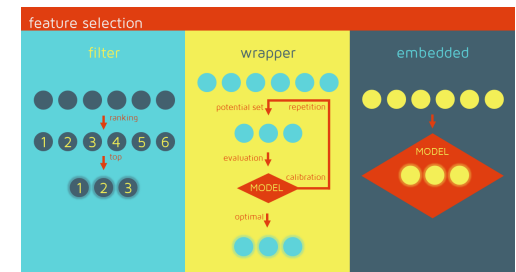 feature selection
filter
ranking
1 2 3 4 5 6
top
1 2 3
wrapper
potential set repetition
evaluation
calibration
MODEL
optimal
embedded
MODEL